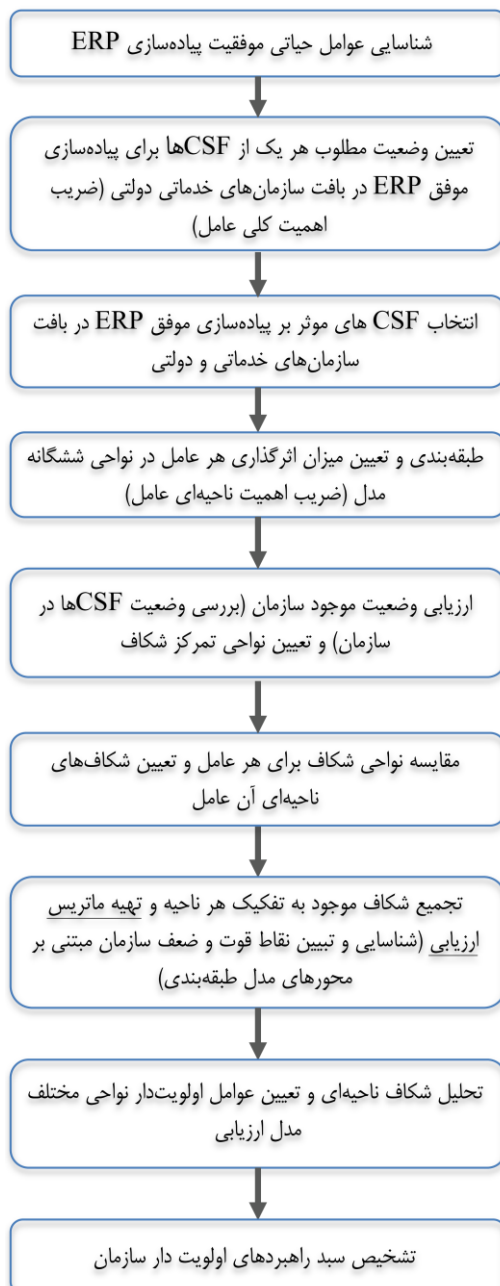 شناسایی عوامل حیاتی موفقیت پیاده‌سازی ERP
تعیین وضعیت مطلوب هر یک از CSFها برای پیاده‌سازی
موفق ERP در بافت سازمان‌های خدماتی دولتی (ضریب
اهمیت کلی عامل)
انتخاب CSF های موثر بر پیاده‌سازی موفق ERP در بافت
سازمان‌های خدماتی و دولتی
طبقه‌بندی و تعیین میزان اثرگذاری هر عامل در نواحی ششگانه
مدل (ضریب اهمیت ناحیه‌ای عامل)
ارزیابی وضعیت موجود سازمان (بررسی وضعیت CSFها در
سازمان) و تعیین نواحی تمرکز شکاف
مقایسه نواحی شکاف برای هر عامل و تعیین شکاف‌های
ناحیه‌ای آن عامل
تجمیع شکاف موجود به تفکیک هر ناحیه و تهیه ماتریس
ارزیابی (شناسایی و تبیین نقاط قوت و ضعف سازمان مبتنی بر
محورهای مدل طبقه‌بندی)
تحلیل شکاف ناحیه‌ای و تعیین عوامل اولویت‌دار نواحی مختلف
مدل ارزیابی
تشخیص سبد راهبردهای اولویت دار سازمان